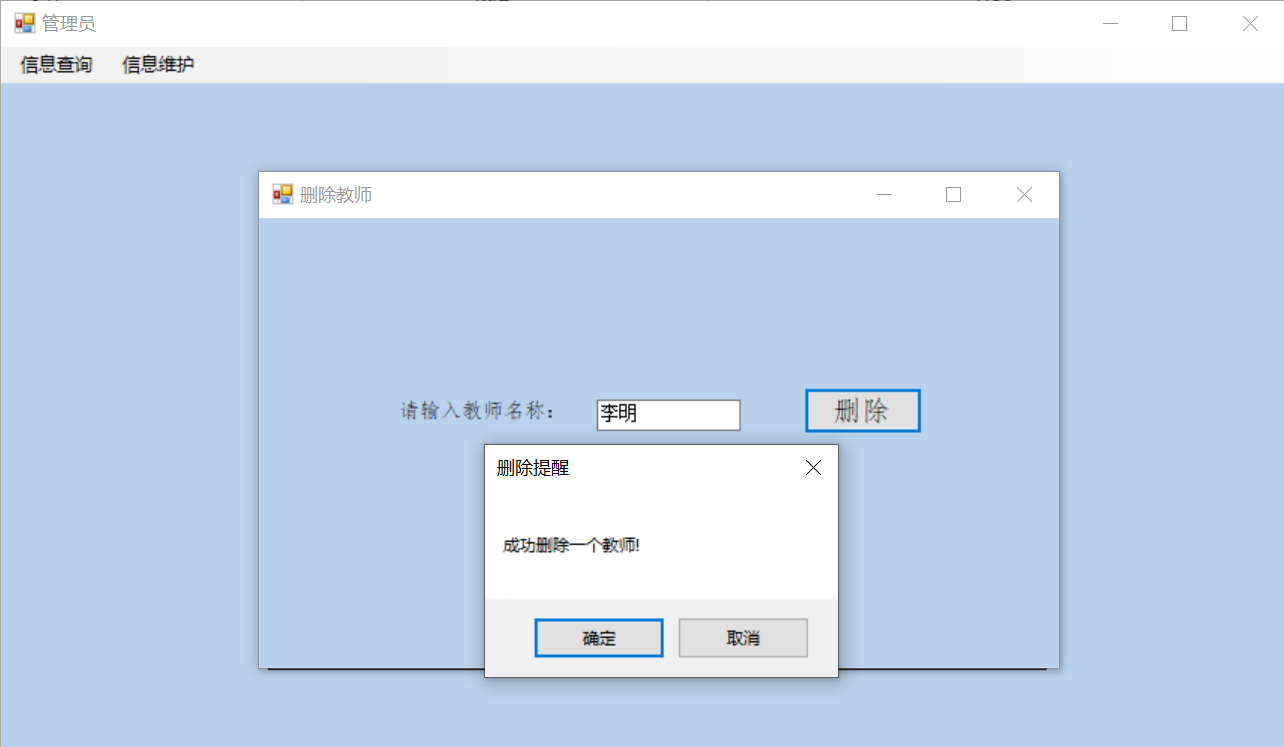 管理员
信息查询 信息维护
删除教师
请输入教师名称： 李明 删除
删除提醒
成功删除一个教师!
确定 取消